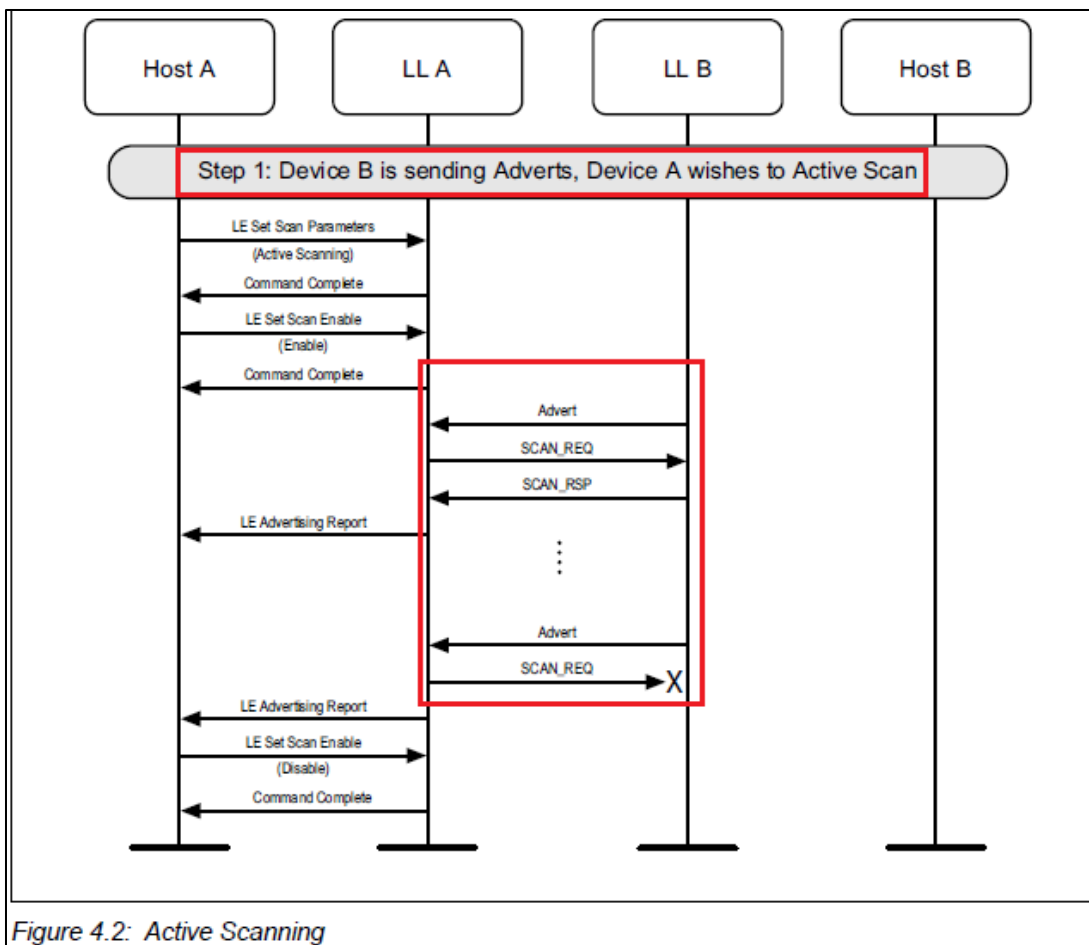 Host A
LL A
LL B
Host B
Step 1: Device B is sending Adverts, Device A wishes to Active Scan
LE Set Scan Parameters
(Active Scanning)
Command Complete
LE Set Scan Enable
(Enable)
Command Complete
Advert
SCAN_REQ
SCAN_RSP
LE Advertising Report
Advert
SCAN_REQ
X
LE Advertising Report
LE Set Scan Enable
(Disable)
Command Complete
Figure 4.2: Active Scanning